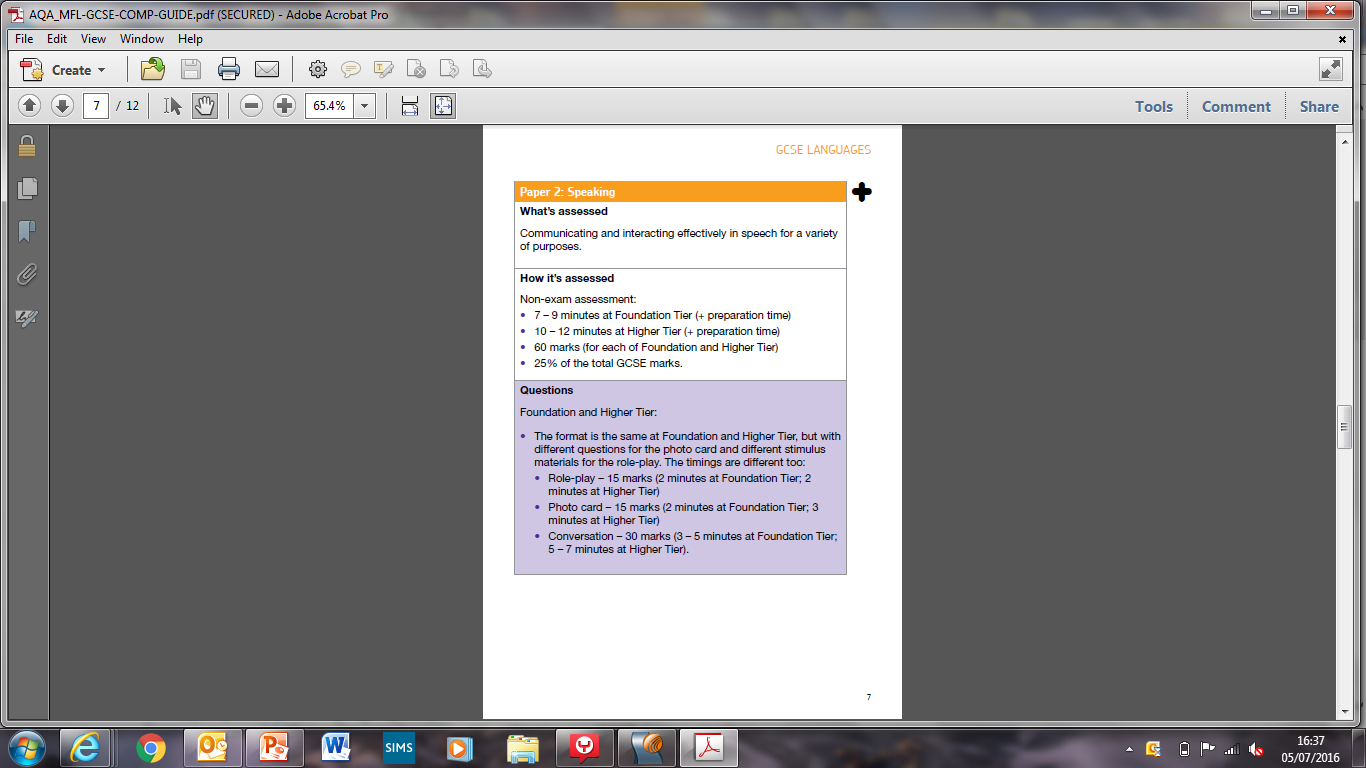 AQA_MFL-GCSE-COMP-GUIDE.pdf (SECURED) - Adobe Acrobat Pro
File Edit View Window Help
Create
7 / 12 65.4% Tools Comment Share
GCSE LANGUAGES
Paper 2: Speaking
What's assessed
Communicating and interacting effectively in speech for a variety
of purposes.
How it's assessed
Non-exam assessment:
• 7 – 9 minutes at Foundation Tier (+ preparation time)
• 10 – 12 minutes at Higher Tier (+ preparation time)
• 60 marks (for each of Foundation and Higher Tier)
• 25% of the total GCSE marks.
Questions
Foundation and Higher Tier:
• The format is the same at Foundation and Higher Tier, but with
different questions for the photo card and different stimulus
materials for the role-play. The timings are different too:
• Role-play – 15 marks (2 minutes at Foundation Tier; 2
minutes at Higher Tier)
• Photo card – 15 marks (2 minutes at Foundation Tier; 3
minutes at Higher Tier)
• Conversation – 30 marks (3 – 5 minutes at Foundation Tier;
5 – 7 minutes at Higher Tier).
7
SIMS
16:37
05/07/2016